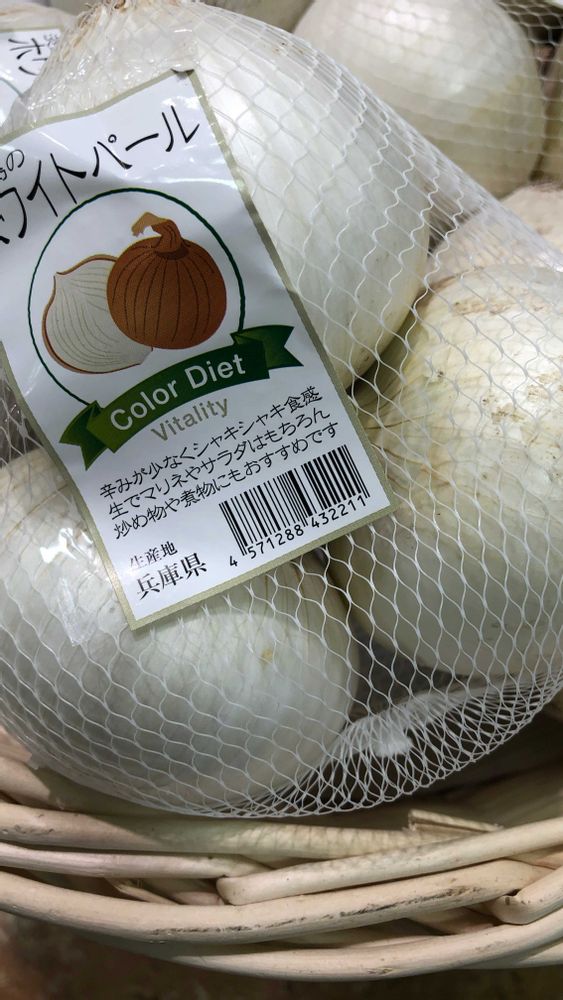 の
ホワイトパール
Color Diet
Vitality
辛みが少なくシャキシャキ食感
生でマリネやサラダはもちろん
炒め物や煮物にもおすすめです
生産地
兵庫県
4 571288 432211